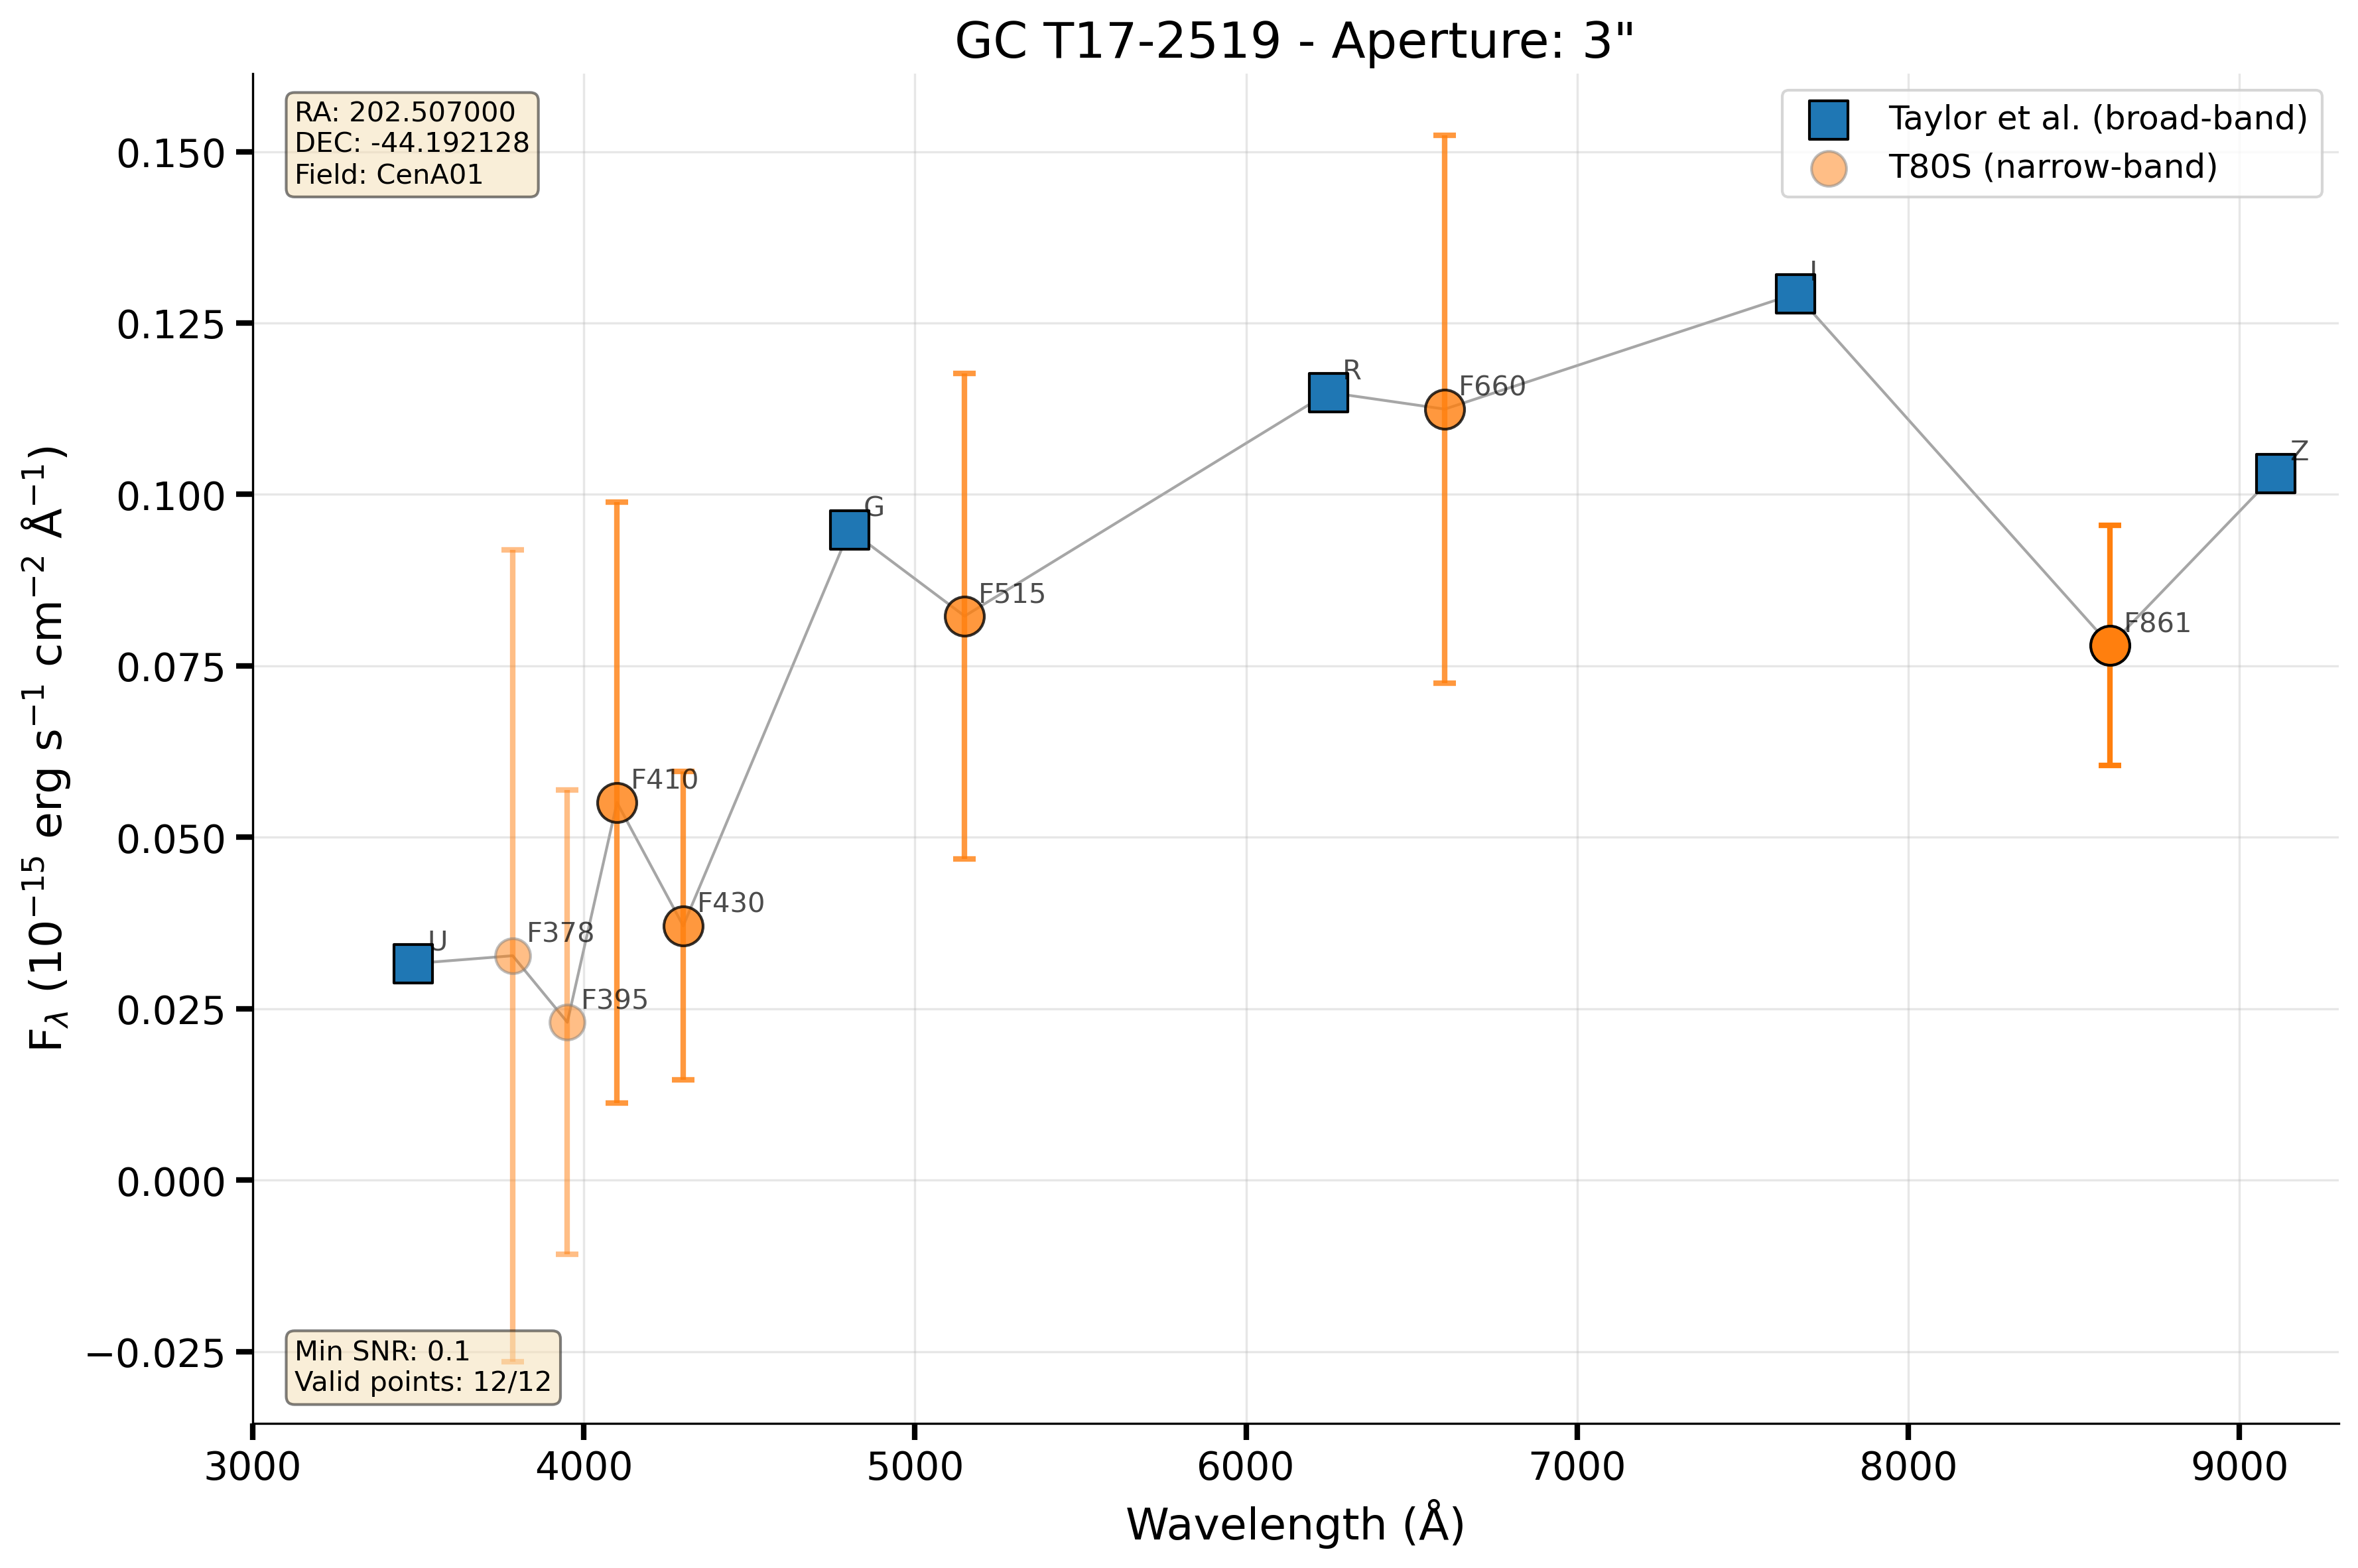 GC T17-2519 - Aperture: 3"
RA: 202.507000
DEC: -44.192128
Field: CenA01
Taylor et al. (broad-band)
T80S (narrow-band)
0.150
0.125
0.100
0.075
0.050
0.025
0.000
−0.025
F_λ (10⁻¹⁵ erg s⁻¹ cm⁻² Å⁻¹)
U
F378
F395
F410
F430
G
F515
R
F660
I
F861
Z
Min SNR: 0.1
Valid points: 12/12
3000 4000 5000 6000 7000 8000 9000
Wavelength (Å)